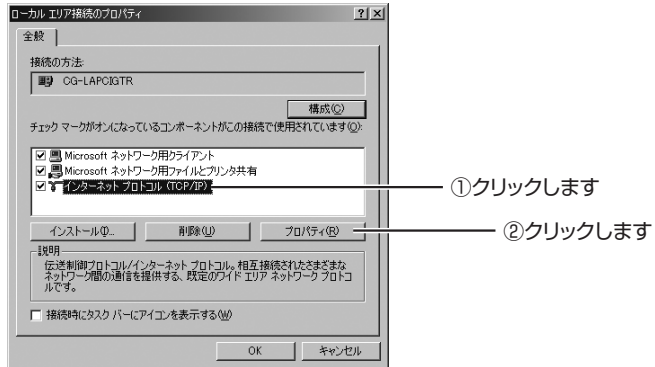 ローカル エリア接続のプロパティ
全般
接続の方法:
CG-LAPCIGTR
構成(C)
チェック マークがオンになっているコンポーネントがこの接続で使用されています(O):
Microsoft ネットワーク用クライアント
Microsoft ネットワーク用ファイルとプリンタ共有
インターネット プロトコル (TCP/IP)
①クリックします
インストール(I)...
削除(U)
プロパティ(R)
②クリックします
説明
伝送制御プロトコル/インターネット プロトコル。相互接続されたさまざまな
ネットワーク間の通信を提供する、既定のワイド エリア ネットワーク プロトコ
ルです。
接続時にタスク バーにアイコンを表示する(W)
OK
キャンセル